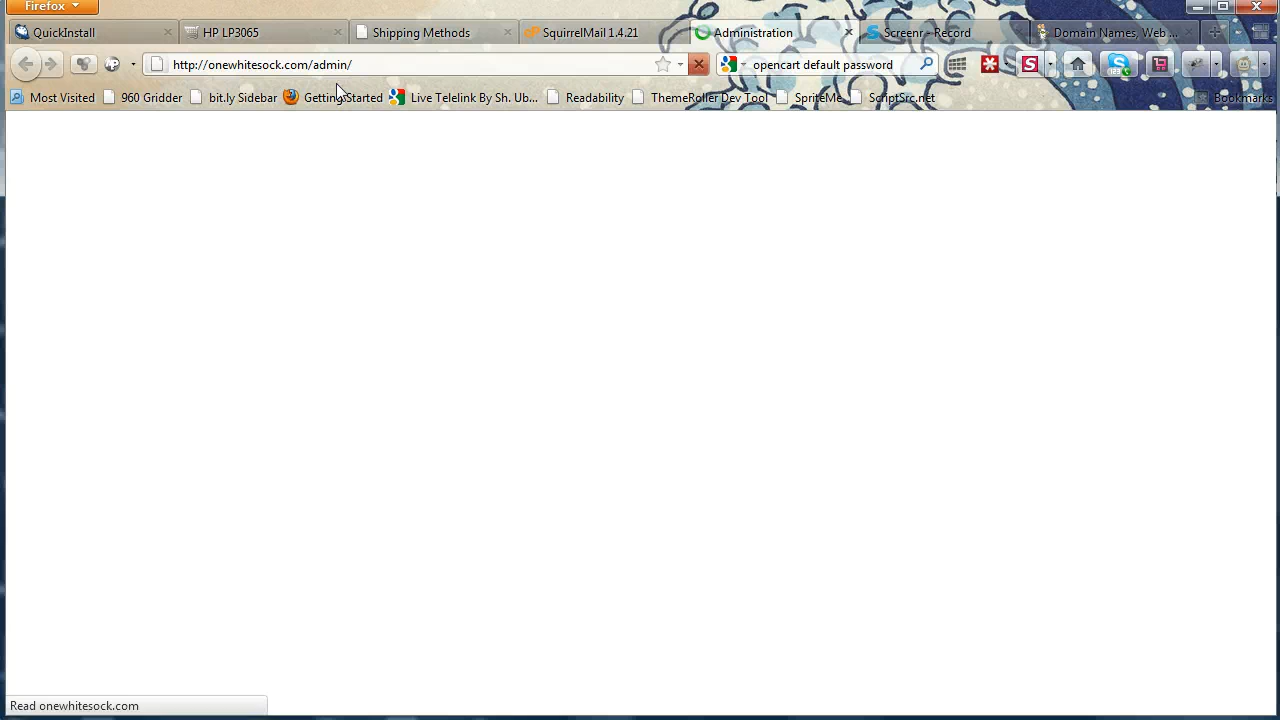 Firefox
QuickInstall
HP LP3065
Shipping Methods
SquirrelMail 1.4.21
Administration
Screenr - Record
Domain Names, Web ...
http://onewhitesock.com/admin/
opencart default password
Most Visited
960 Gridder
bit.ly Sidebar
Getting Started
Live Telelink By Sh. Ub...
Readability
ThemeRoller Dev Tool
SpriteMe
ScriptSrc.net
Bookmarks
Read onewhitesock.com